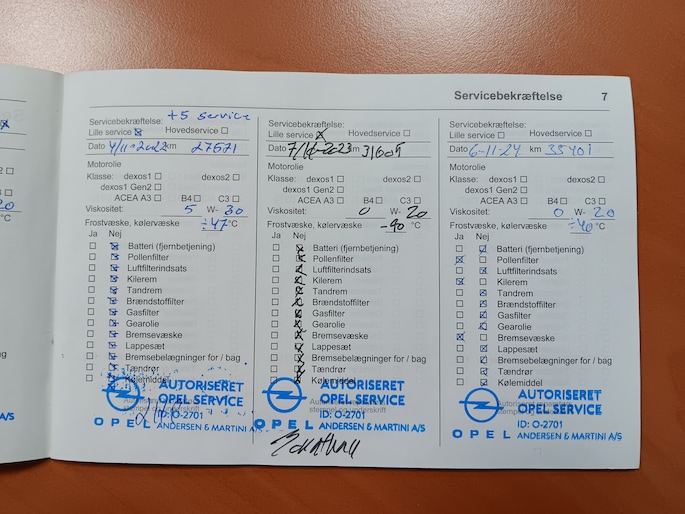 Servicebekræftelse 7
+5 service
Servicebekræftelse:
Lille service ☒ Hovedservice ☐
Dato 4/11-2022 km 27571
Motorolie
Klasse: dexos1 ☐ dexos2 ☐
dexos1 Gen2 ☐
ACEA A3 ☐ B4 ☐ C3 ☐
Viskositet: 5 W- 30
Frostvæske, kølervæske ÷47 °C
Ja Nej
☐ ☒ Batteri (fjernbetjening)
☐ ☒ Pollenfilter
☐ ☒ Luftfilterindsats
☐ ☒ Kilerem
☐ ☒ Tandrem
☐ ☒ Brændstoffilter
☐ ☒ Gasfilter
☐ ☒ Gearolie
☐ ☒ Bremsevæske
☐ ☒ Lappesæt
☐ ☒ Bremsebelægninger for / bag
☐ ☒ Tændrør
☐ ☒ Kølemiddel
AUTORISERET
OPEL SERVICE
ID: O-2701
OPEL ANDERSEN & MARTINI A/S
Servicebekræftelse:
Lille service ☒ Hovedservice ☐
Dato 2023 km 31605
Motorolie
Klasse: dexos1 ☐ dexos2 ☐
dexos1 Gen2 ☐
ACEA A3 ☐ B4 ☐ C3 ☐
Viskositet: 0 W- 20
Frostvæske, kølervæske °C
Ja Nej
☐ ☒ Batteri (fjernbetjening)
☐ ☒ Pollenfilter
☐ ☒ Luftfilterindsats
☐ ☒ Kilerem
☐ ☒ Tandrem
☐ ☒ Brændstoffilter
☐ ☒ Gasfilter
☐ ☒ Gearolie
☐ ☒ Bremsevæske
☐ ☒ Lappesæt
☐ ☒ Bremsebelægninger for / bag
☐ ☒ Tændrør
☐ ☒ Kølemiddel
AUTORISERET
OPEL SERVICE
ID: O-2701
OPEL ANDERSEN & MARTINI A/S
Servicebekræftelse:
Lille service ☐ Hovedservice ☐
Dato 6-11-24 km 35401
Motorolie
Klasse: dexos1 ☐ dexos2 ☐
dexos1 Gen2 ☐
ACEA A3 ☐ B4 ☐ C3 ☐
Viskositet: 0 W- 20
Frostvæske, kølervæske ÷40 °C
Ja Nej
☐ ☒ Batteri (fjernbetjening)
☒ ☐ Pollenfilter
☐ ☒ Luftfilterindsats
☒ ☐ Kilerem
☐ ☒ Tandrem
☐ ☒ Brændstoffilter
☐ ☒ Gasfilter
☐ ☒ Gearolie
☒ ☐ Bremsevæske
☐ ☒ Lappesæt
☐ ☒ Bremsebelægninger for / bag
☐ ☒ Tændrør
☐ ☒ Kølemiddel
AUTORISERET
OPEL SERVICE
ID: O-2701
OPEL ANDERSEN & MARTINI A/S